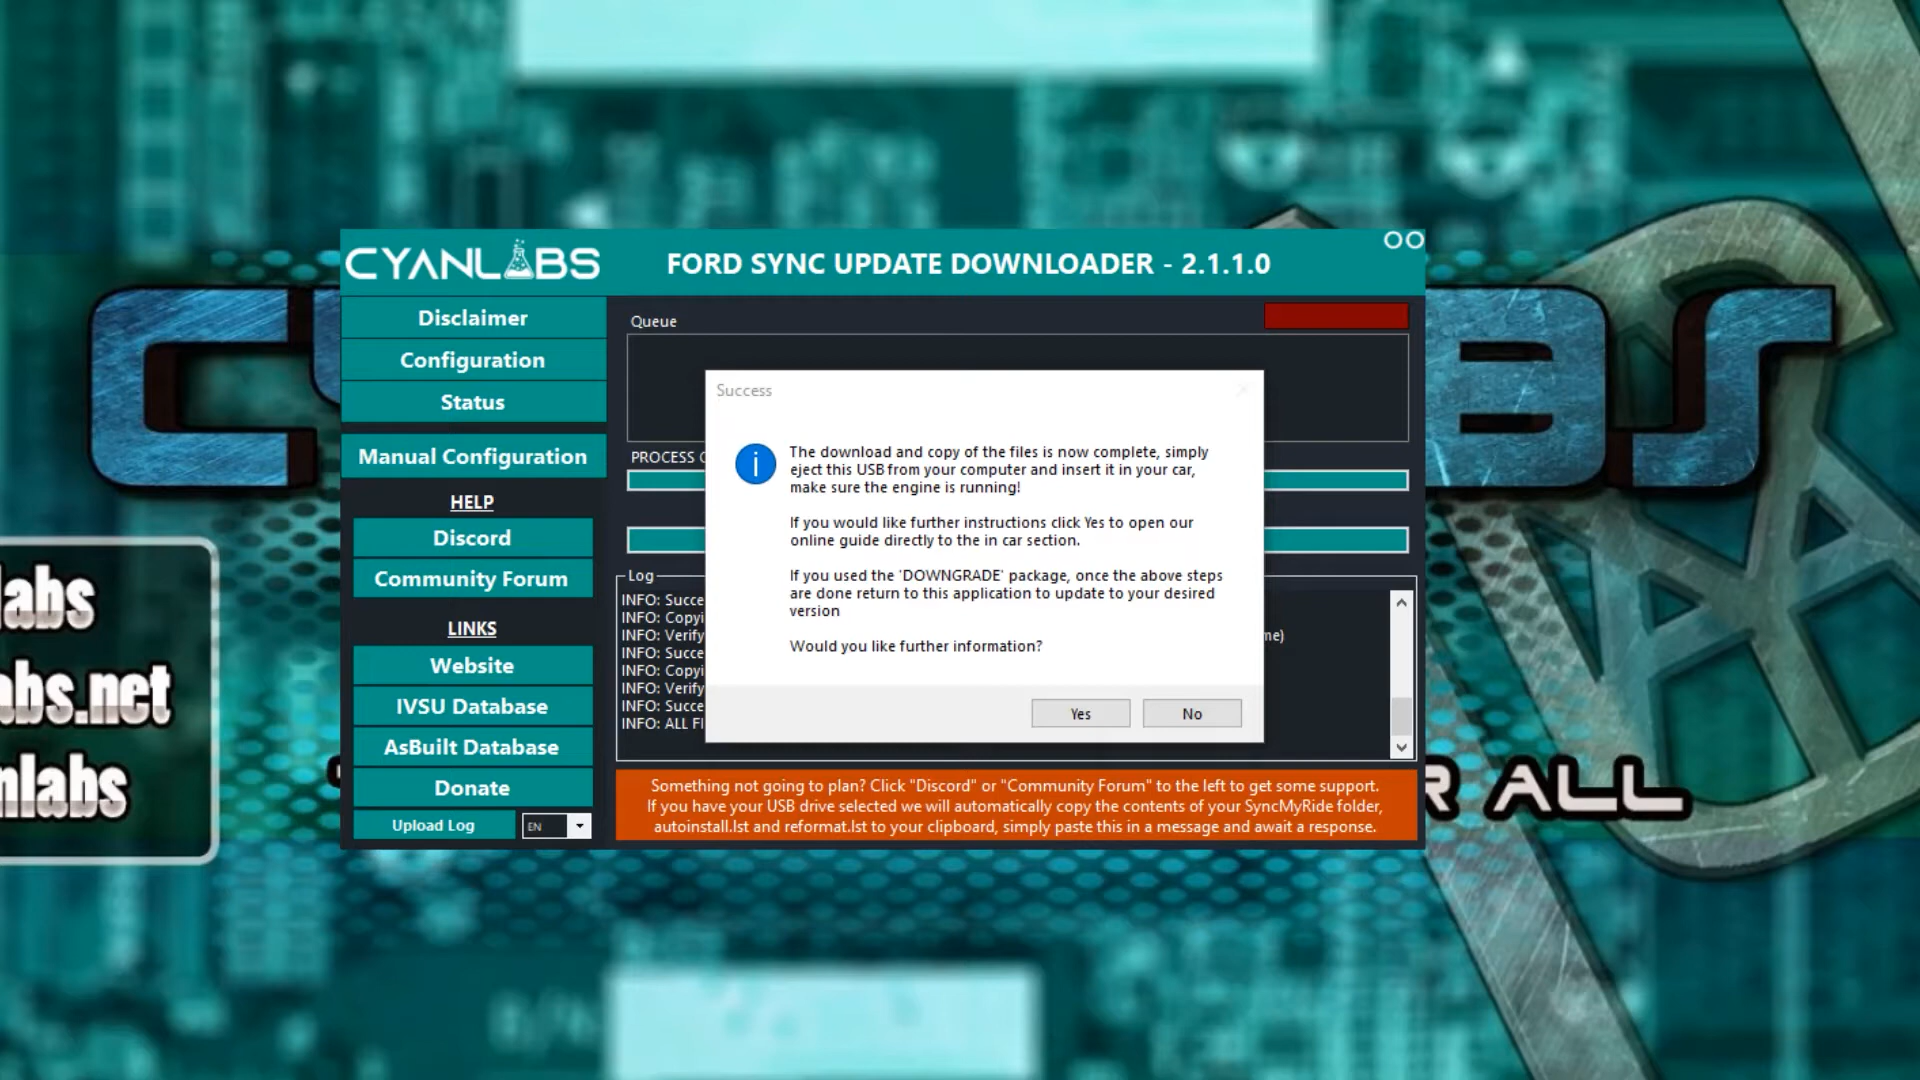 CYANLABS
FORD SYNC UPDATE DOWNLOADER - 2.1.1.0
Disclaimer
Configuration
Status
Manual Configuration
HELP
Discord
Community Forum
LINKS
Website
IVSU Database
AsBuilt Database
Donate
Upload Log
EN
Queue
PROCESS
Log
INFO: Succe
INFO: Copyi
INFO: Verify
me)
INFO: Succe
INFO: Copyi
INFO: Verify
INFO: Succe
INFO: ALL FI
Success
The download and copy of the files is now complete, simply
eject this USB from your computer and insert it in your car,
make sure the engine is running!
If you would like further instructions click Yes to open our
online guide directly to the in car section.
If you used the 'DOWNGRADE' package, once the above steps
are done return to this application to update to your desired
version
Would you like further information?
Yes
No
Something not going to plan? Click "Discord" or "Community Forum" to the left to get some support.
If you have your USB drive selected we will automatically copy the contents of your SyncMyRide folder,
autoinstall.lst and reformat.lst to your clipboard, simply paste this in a message and await a response.
labs
abs.net
nlabs
R ALL